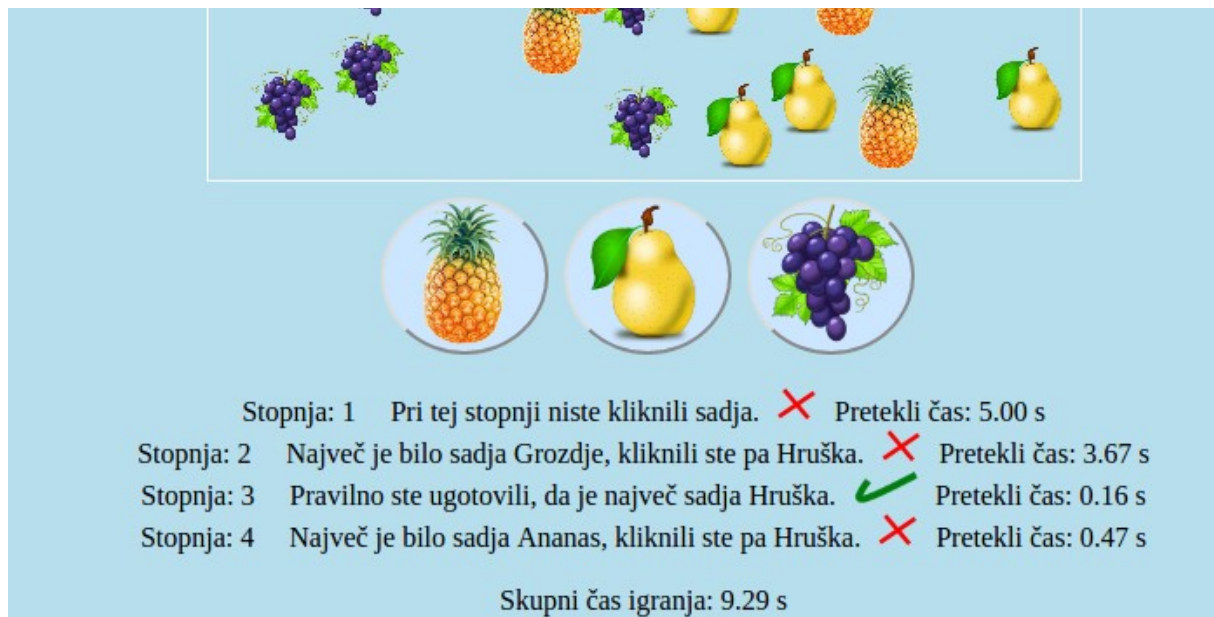 Stopnja: 1 Pri tej stopnji niste kliknili sadja. Pretekli čas: 5.00 s
Stopnja: 2 Največ je bilo sadja Grozdje, kliknili ste pa Hruška. Pretekli čas: 3.67 s
Stopnja: 3 Pravilno ste ugotovili, da je največ sadja Hruška. Pretekli čas: 0.16 s
Stopnja: 4 Največ je bilo sadja Ananas, kliknili ste pa Hruška. Pretekli čas: 0.47 s
Skupni čas igranja: 9.29 s